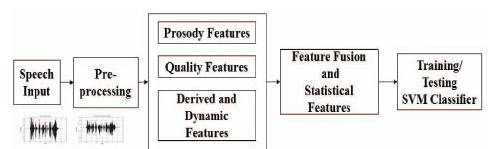 Speech
Input
Pre-
processing
Prosody Features
Quality Features
Derived and
Dynamic
Features
Feature Fusion
and
Statistical
Features
Training/
Testing
SVM Classifier